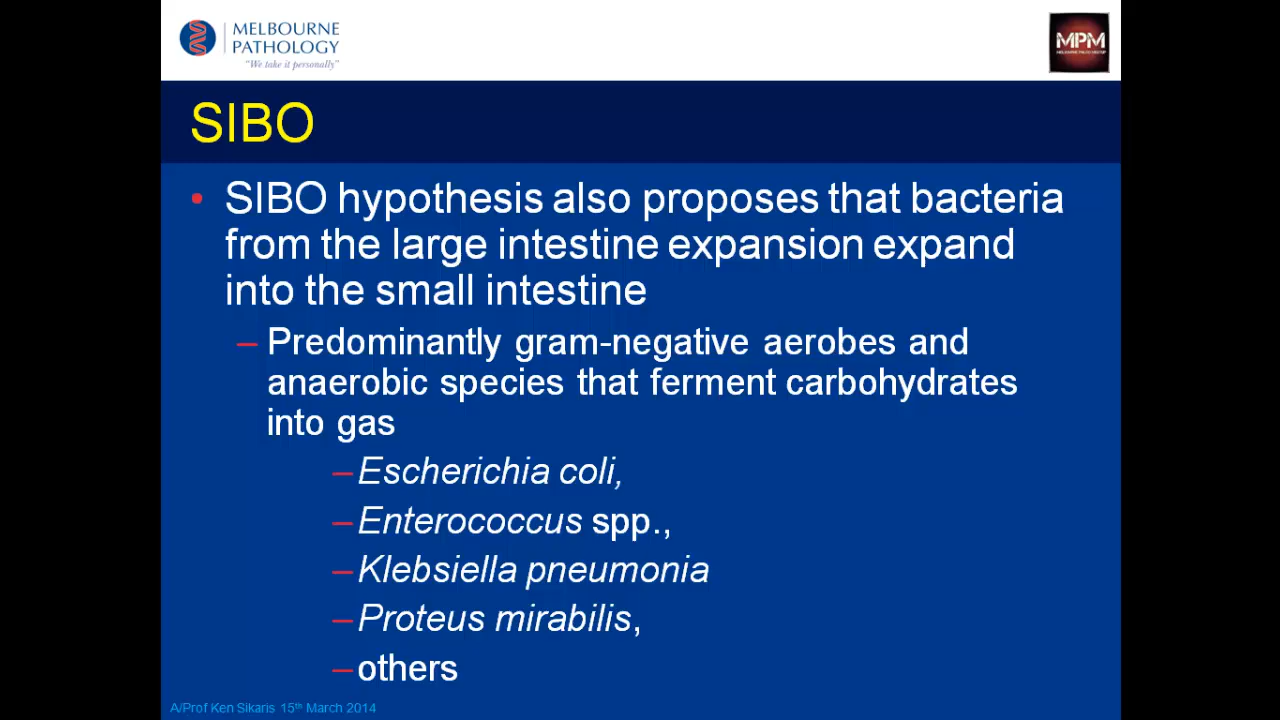 MELBOURNE
PATHOLOGY
"We take it personally"
MPM
SIBO
• SIBO hypothesis also proposes that bacteria
from the large intestine expansion expand
into the small intestine
– Predominantly gram-negative aerobes and
anaerobic species that ferment carbohydrates
into gas
–Escherichia coli,
–Enterococcus spp.,
–Klebsiella pneumonia
–Proteus mirabilis,
–others
A/Prof Ken Sikaris 15th March 2014